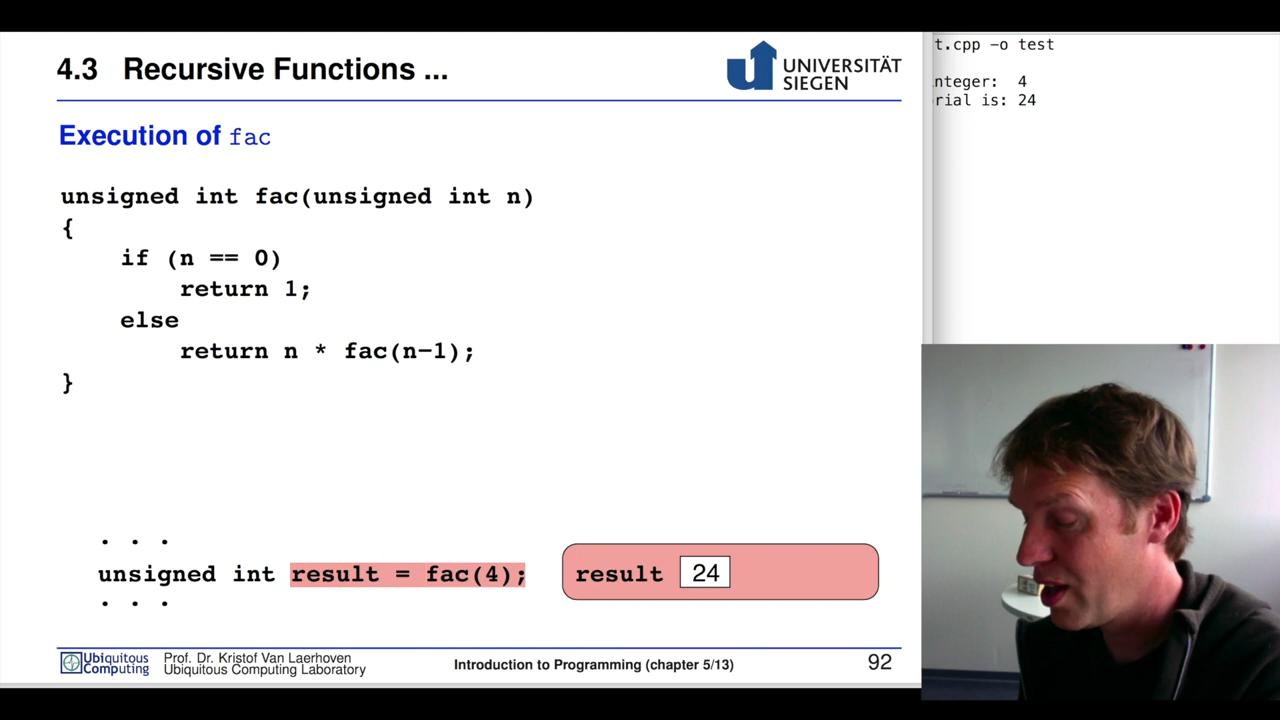 4.3 Recursive Functions ...
UNIVERSITÄT
SIEGEN
Execution of fac
unsigned int fac(unsigned int n)
{
if (n == 0)
return 1;
else
return n * fac(n-1);
}
. . .
unsigned int result = fac(4);
. . .
result 24
Ubiquitous
Computing
Prof. Dr. Kristof Van Laerhoven
Ubiquitous Computing Laboratory
Introduction to Programming (chapter 5/13)
92
t.cpp -o test
nteger: 4
rial is: 24